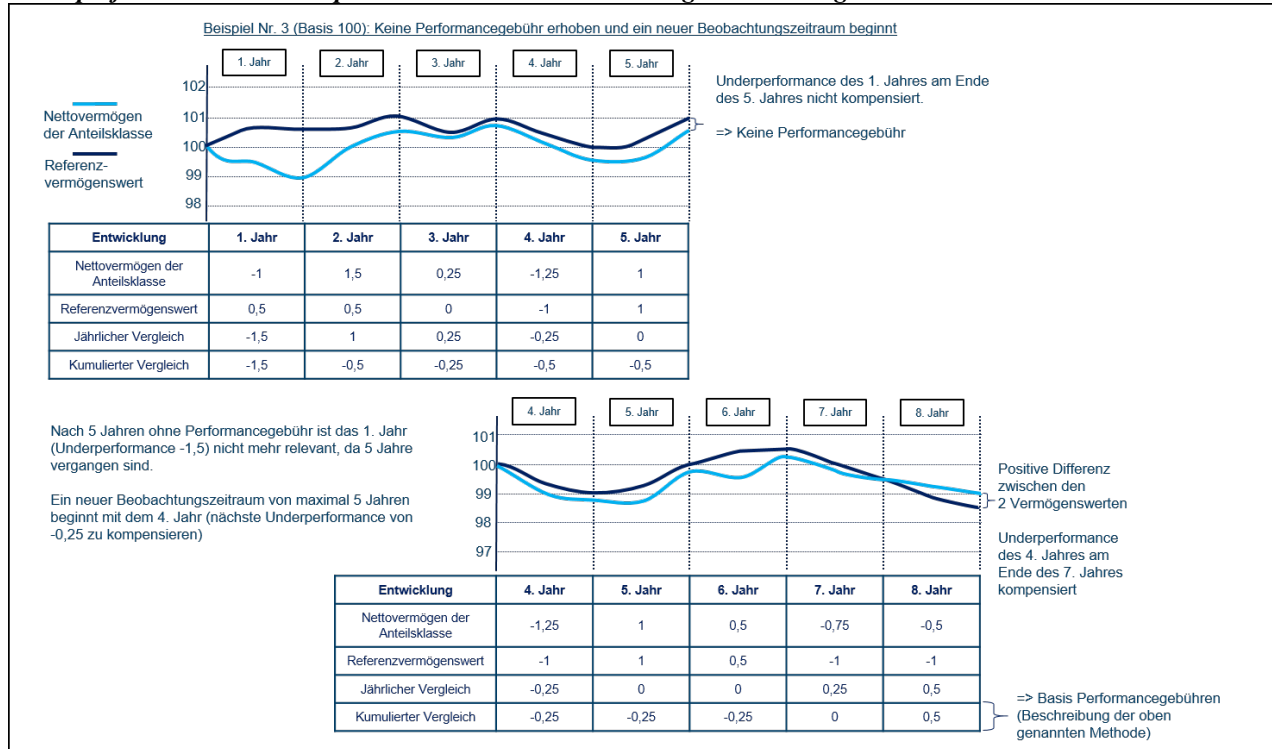 Beispiel Nr. 3 (Basis 100): Keine Performancegebühr erhoben und ein neuer Beobachtungszeitraum beginnt
1. Jahr 2. Jahr 3. Jahr 4. Jahr 5. Jahr
102
101
100
99
98
Nettovermögen
der Anteilsklasse
Referenz-
vermögenswert
Underperformance des 1. Jahres am Ende
des 5. Jahres nicht kompensiert.
=> Keine Performancegebühr
Entwicklung 1. Jahr 2. Jahr 3. Jahr 4. Jahr 5. Jahr
Nettovermögen der
Anteilsklasse -1 1,5 0,25 -1,25 1
Referenzvermögenswert 0,5 0,5 0 -1 1
Jährlicher Vergleich -1,5 1 0,25 -0,25 0
Kumulierter Vergleich -1,5 -0,5 -0,25 -0,5 -0,5
Nach 5 Jahren ohne Performancegebühr ist das 1. Jahr
(Underperformance -1,5) nicht mehr relevant, da 5 Jahre
vergangen sind.
Ein neuer Beobachtungszeitraum von maximal 5 Jahren
beginnt mit dem 4. Jahr (nächste Underperformance von
-0,25 zu kompensieren)
4. Jahr 5. Jahr 6. Jahr 7. Jahr 8. Jahr
101
100
99
98
97
Positive Differenz
zwischen den
2 Vermögenswerten
Underperformance
des 4. Jahres am
Ende des 7. Jahres
kompensiert
Entwicklung 4. Jahr 5. Jahr 6. Jahr 7. Jahr 8. Jahr
Nettovermögen der
Anteilsklasse -1,25 1 0,5 -0,75 -0,5
Referenzvermögenswert -1 1 0,5 -1 -1
Jährlicher Vergleich -0,25 0 0 0,25 0,5
Kumulierter Vergleich -0,25 -0,25 -0,25 0 0,5
=> Basis Performancegebühren
(Beschreibung der oben
genannten Methode)